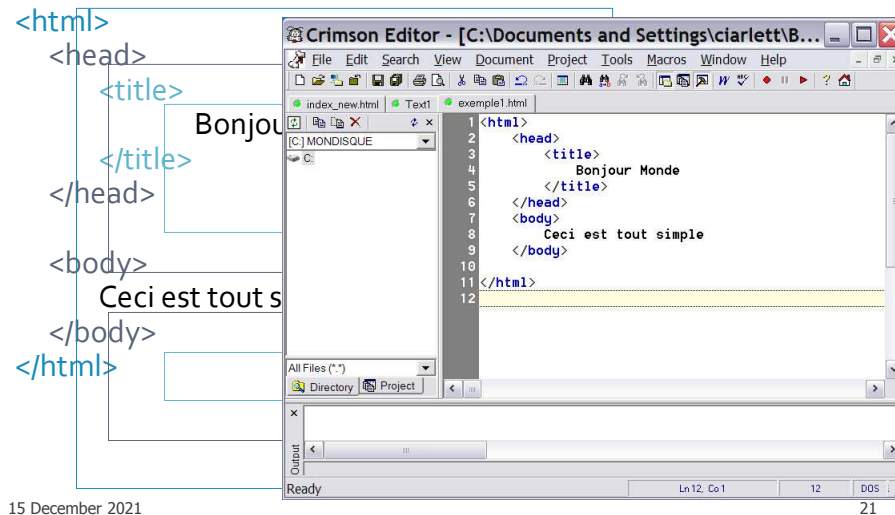 <html>
<head>
<title>
Bonjou
</title>
</head>
<body>
Ceci est tout s
</body>
</html>
Crimson Editor - [C:\Documents and Settings\ciarlett\B...
File Edit Search View Document Project Tools Macros Window Help
index_new.html Text1 exemple1.html
[C:] MONDISQUE
C:
1 <html>
2 <head>
3 <title>
4 Bonjour Monde
5 </title>
6 </head>
7 <body>
8 Ceci est tout simple
9 </body>
10
11 </html>
12
All Files (*.*)
Directory Project
Output
Ready Ln 12, Co 1 12 DOS
15 December 2021 21